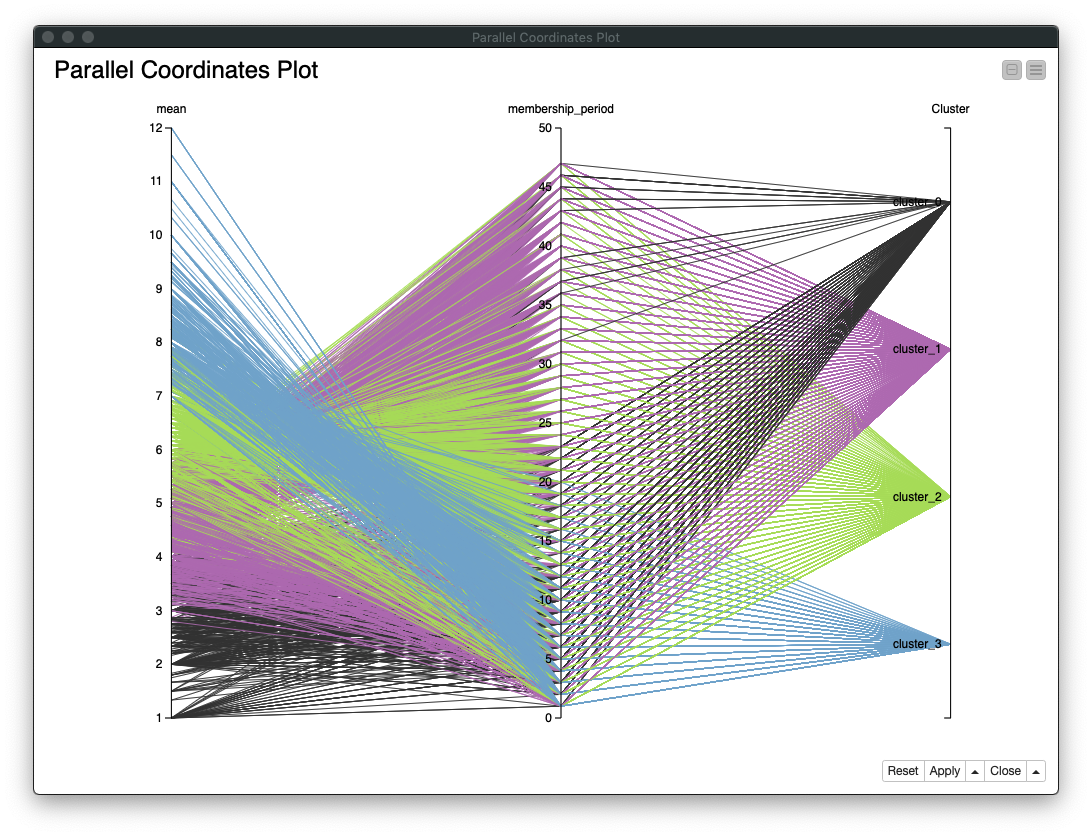 Parallel Coordinates Plot
Parallel Coordinates Plot
mean
membership_period
Cluster
12
11
10
9
8
7
6
5
4
3
2
1
50
45
40
35
30
25
20
15
10
5
0
cluster_0
cluster_1
cluster_2
cluster_3
Reset
Apply
Close